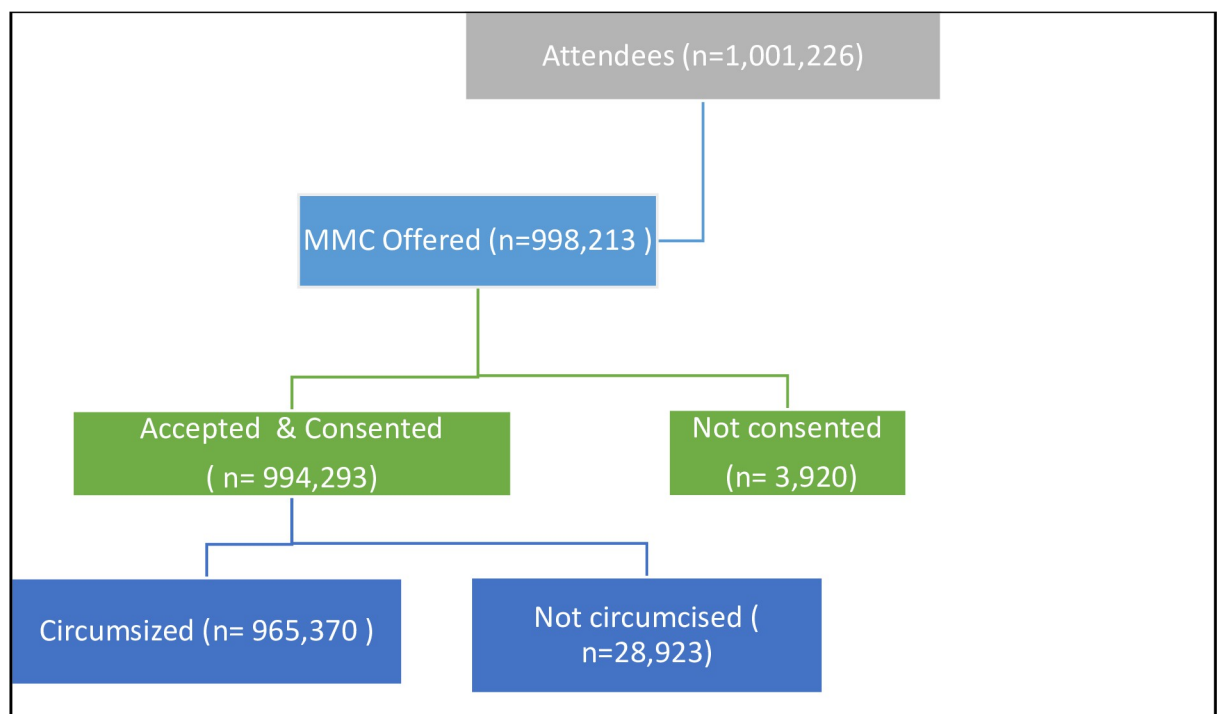 Attendees (n=1,001,226)
MMC Offered (n=998,213 )
Accepted  & Consented
( n= 994,293)
Not consented
(n= 3,920)
Circumsized (n= 965,370 )
Not circumcised (
n=28,923)